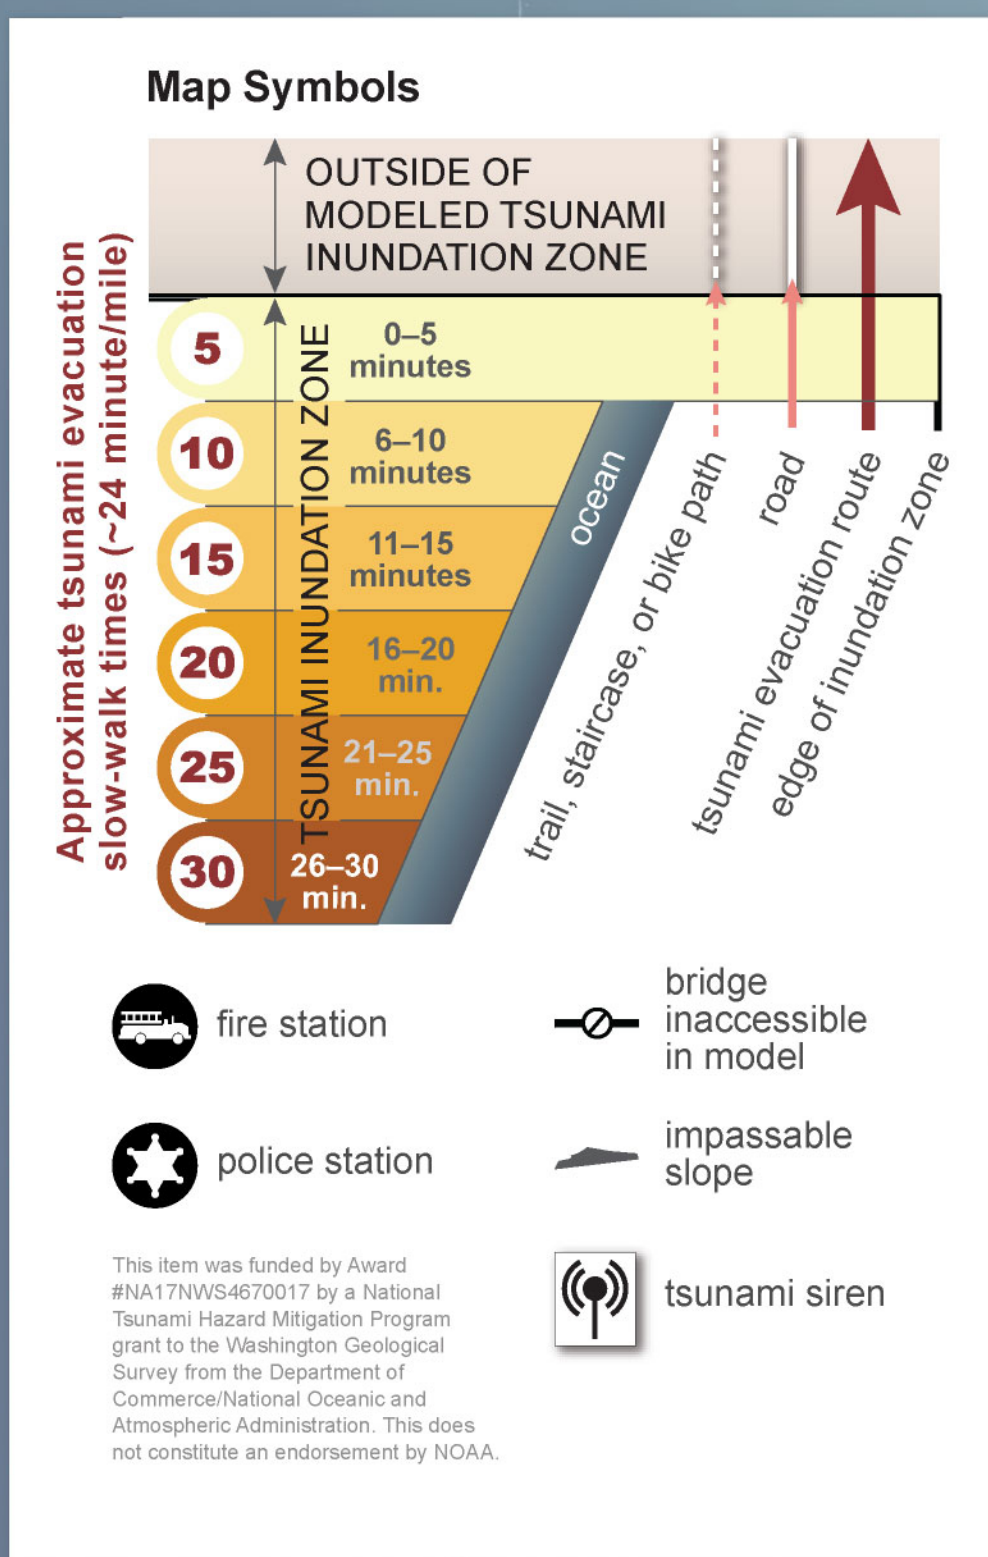 Map Symbols
OUTSIDE OF
MODELED TSUNAMI
INUNDATION ZONE
Approximate tsunami evacuation
slow-walk times (~24 minute/mile)
TSUNAMI INUNDATION ZONE
5
0–5
minutes
10
6–10
minutes
15
11–15
minutes
20
16–20
min.
25
21–25
min.
30
26–30
min.
ocean
trail, staircase, or bike path
road
tsunami evacuation route
edge of inundation zone
fire station
bridge
inaccessible
in model
police station
impassable
slope
tsunami siren
This item was funded by Award
#NA17NWS4670017 by a National
Tsunami Hazard Mitigation Program
grant to the Washington Geological
Survey from the Department of
Commerce/National Oceanic and
Atmospheric Administration. This does
not constitute an endorsement by NOAA.